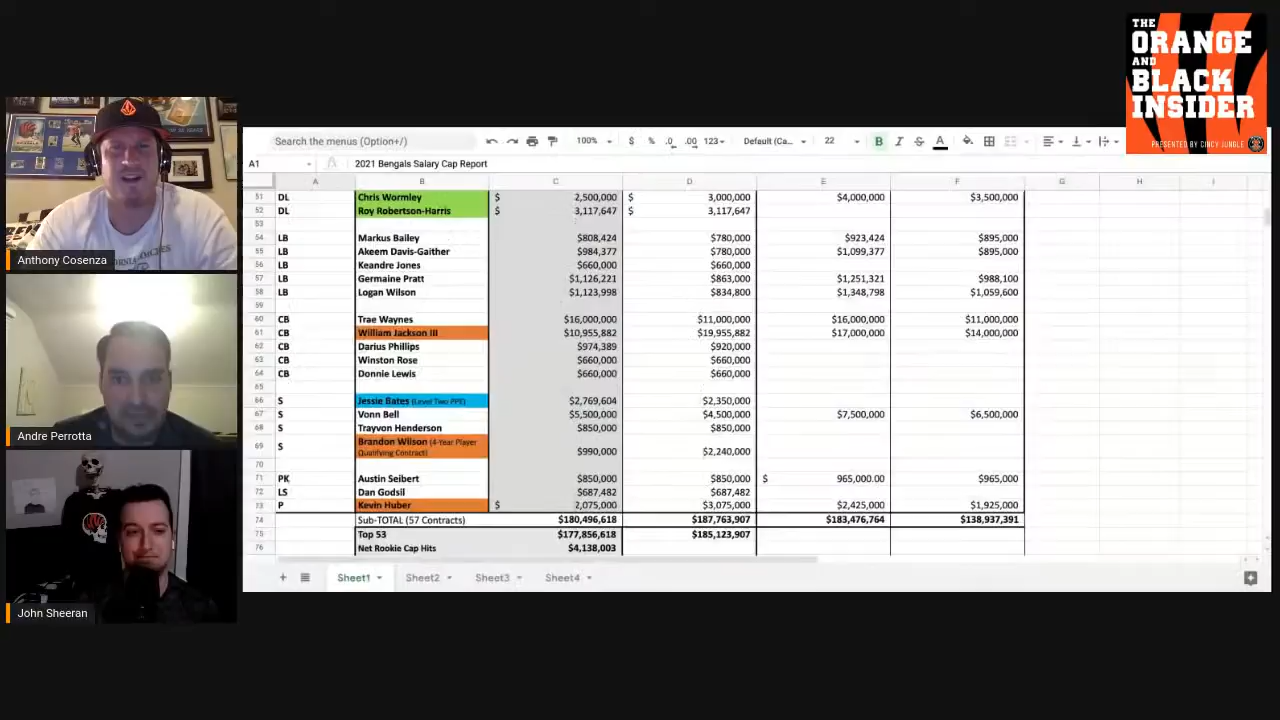 THE
ORANGE
AND
BLACK
INSIDER
PRESENTED BY CINCY JUNGLE
Anthony Cosenza
Andre Perrotta
John Sheeran
Search the menus (Option+/) 100% $ % .0 .00 123 Default (Ca... 22 B I S A
A1 fx 2021 Bengals Salary Cap Report
A B C D E F G H I
51 DL Chris Wormley $ 2,500,000 $ 3,000,000 $4,000,000 $3,500,000
52 DL Roy Robertson-Harris $ 3,117,647 $ 3,117,647
53
54 LB Markus Bailey $808,424 $780,000 $923,424 $895,000
55 LB Akeem Davis-Gaither $984,377 $780,000 $1,099,377 $895,000
56 LB Keandre Jones $660,000 $660,000
57 LB Germaine Pratt $1,126,221 $863,000 $1,251,321 $988,100
58 LB Logan Wilson $1,123,998 $834,800 $1,348,798 $1,059,600
59
60 CB Trae Waynes $16,000,000 $11,000,000 $16,000,000 $11,000,000
61 CB William Jackson III $10,955,882 $19,955,882 $17,000,000 $14,000,000
62 CB Darius Phillips $974,389 $920,000
63 CB Winston Rose $660,000 $660,000
64 CB Donnie Lewis $660,000 $660,000
65
66 S Jessie Bates (Level Two PPE) $2,769,604 $2,350,000
67 S Vonn Bell $5,500,000 $4,500,000 $7,500,000 $6,500,000
68 S Trayvon Henderson $850,000 $850,000
69 S Brandon Wilson (4-Year Player
Qualifying Contract) $990,000 $2,240,000
70
71 PK Austin Seibert $850,000 $850,000 $ 965,000.00 $965,000
72 LS Dan Godsil $687,482 $687,482
73 P Kevin Huber $ 2,075,000 $3,075,000 $2,425,000 $1,925,000
74 Sub-TOTAL (57 Contracts) $180,496,618 $187,763,907 $183,476,764 $138,937,391
75 Top 53 $177,856,618 $185,123,907
76 Net Rookie Cap Hits $4,138,003
+ Sheet1 Sheet2 Sheet3 Sheet4